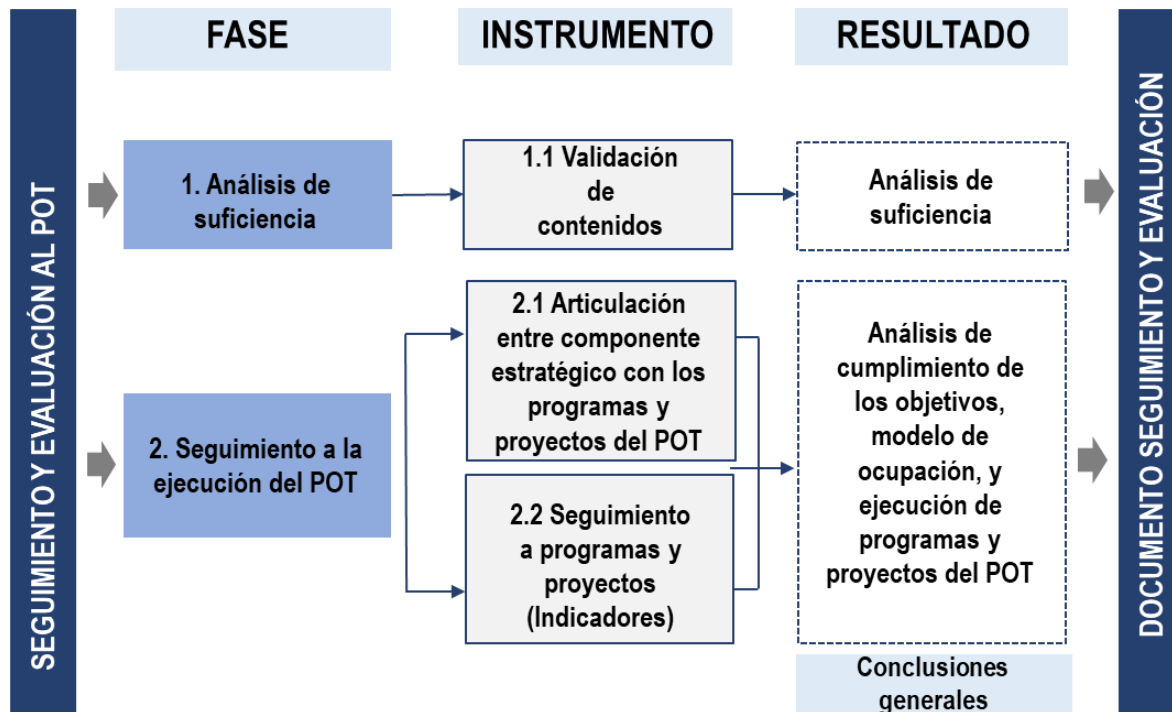 SEGUIMIENTO Y EVALUACIÓN AL POT
FASE
INSTRUMENTO
RESULTADO
1. Análisis de
suficiencia
1.1 Validación
de
contenidos
Análisis de
suficiencia
2. Seguimiento a la
ejecución del POT
2.1 Articulación
entre componente
estratégico con los
programas y
proyectos del POT
2.2 Seguimiento
a programas y
proyectos
(Indicadores)
Análisis de
cumplimiento de
los objetivos,
modelo de
ocupación, y
ejecución de
programas y
proyectos del POT
Conclusiones
generales
DOCUMENTO SEGUIMIENTO Y EVALUACIÓN